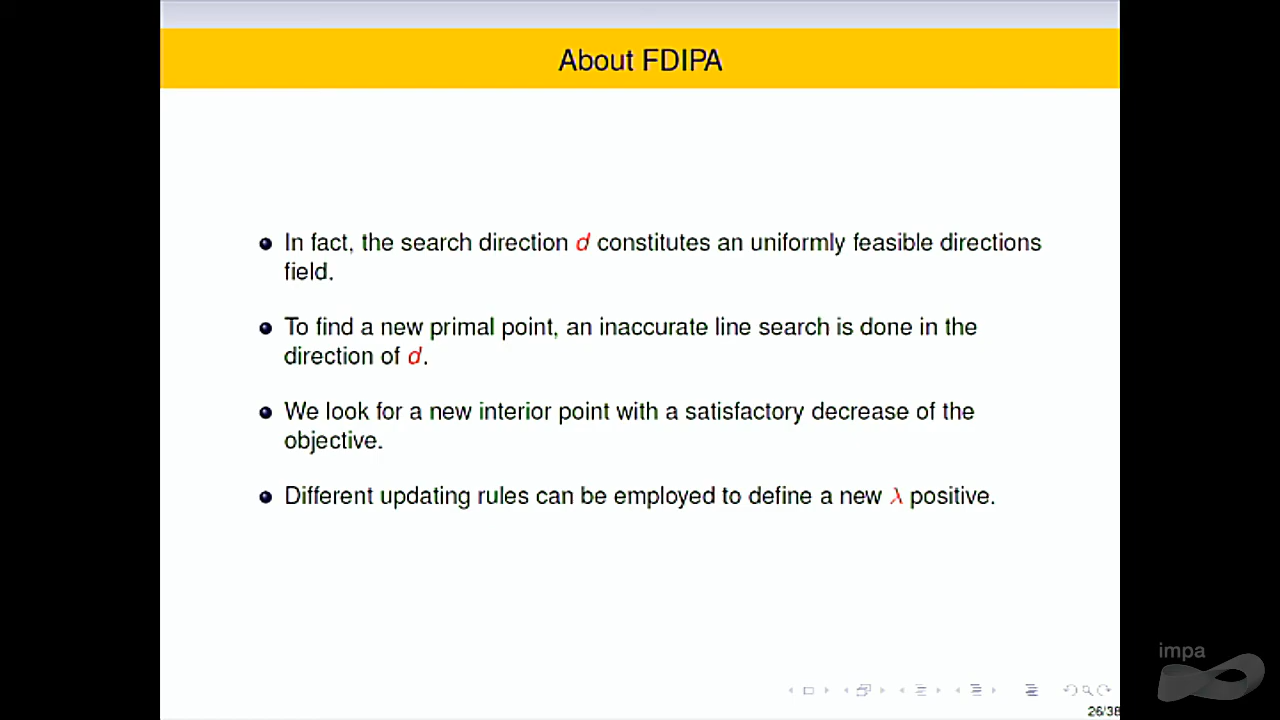 About FDIPA
In fact, the search direction d constitutes an uniformly feasible directions
field.
To find a new primal point, an inaccurate line search is done in the
direction of d.
We look for a new interior point with a satisfactory decrease of the
objective.
Different updating rules can be employed to define a new λ positive.
impa
26/38